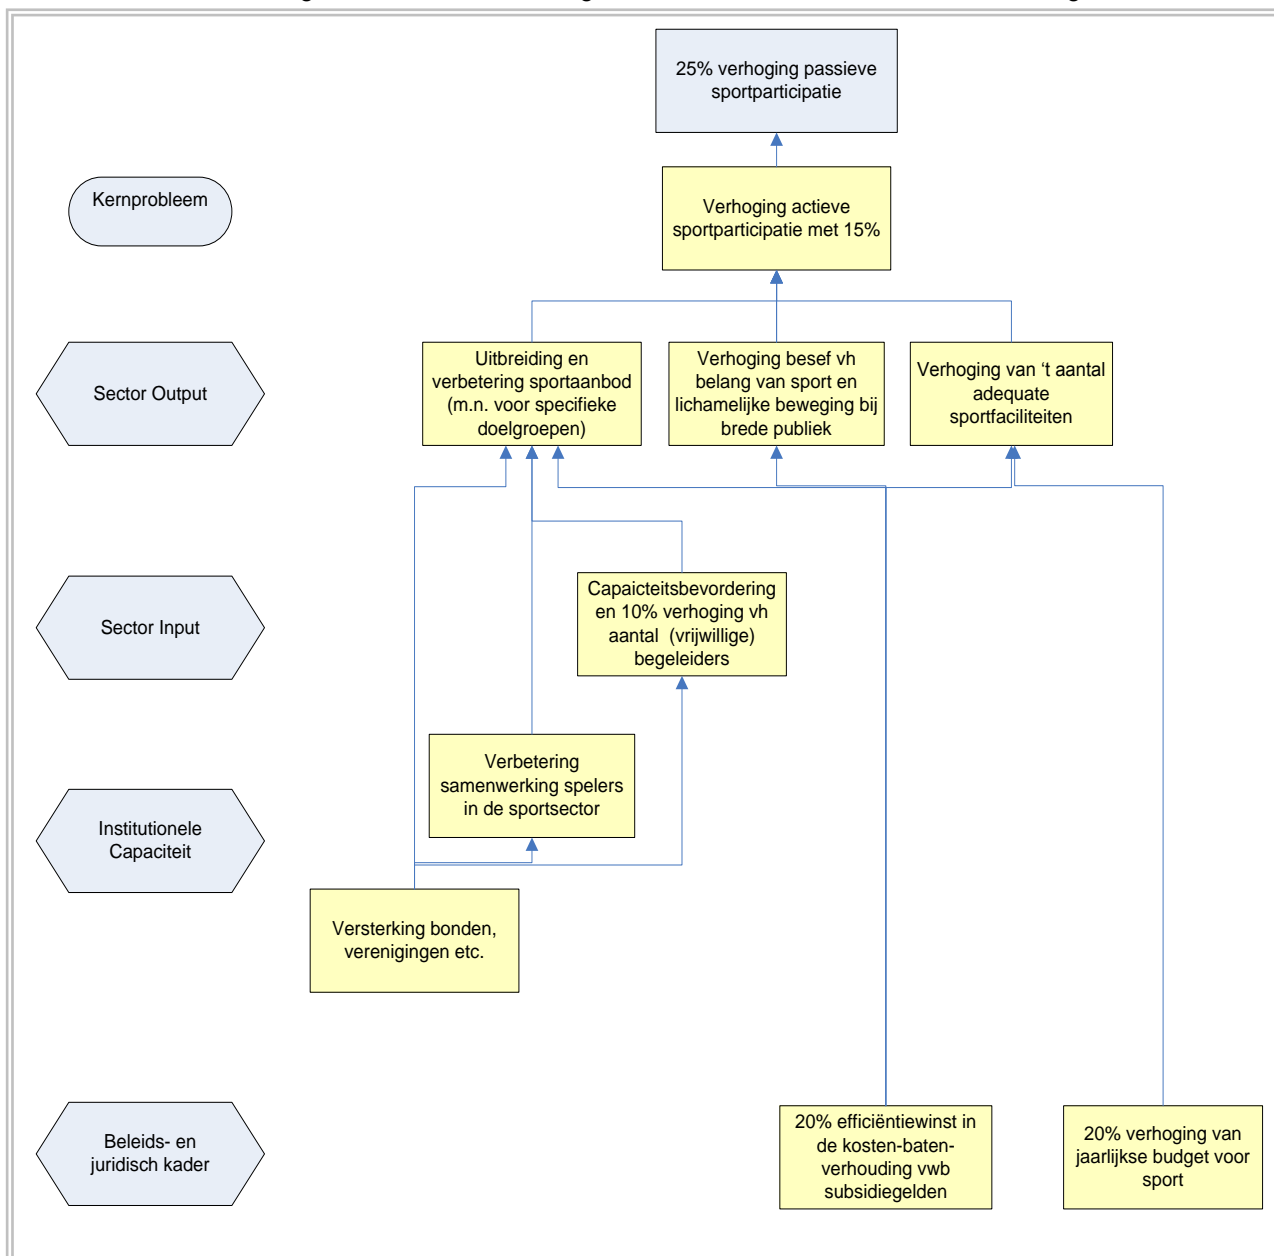 25% verhoging passieve
sportparticipatie
Kernprobleem
Verhoging actieve
sportparticipatie met 15%
Sector Output
Uitbreiding en
verbetering sportaanbod
(m.n. voor specifieke
doelgroepen)
Verhoging besef vh
belang van sport en
lichamelijke beweging bij
brede publiek
Verhoging van ‘t aantal
adequate
sportfaciliteiten
Sector Input
Capaicteitsbevordering
en 10% verhoging vh
aantal (vrijwillige)
begeleiders
Verbetering
samenwerking spelers
in de sportsector
Institutionele
Capaciteit
Versterking bonden,
verenigingen etc.
Beleids- en
juridisch kader
20% efficiëntiewinst in
de kosten-baten-
verhouding vwb
subsidiegelden
20% verhoging van
jaarlijkse budget voor
sport